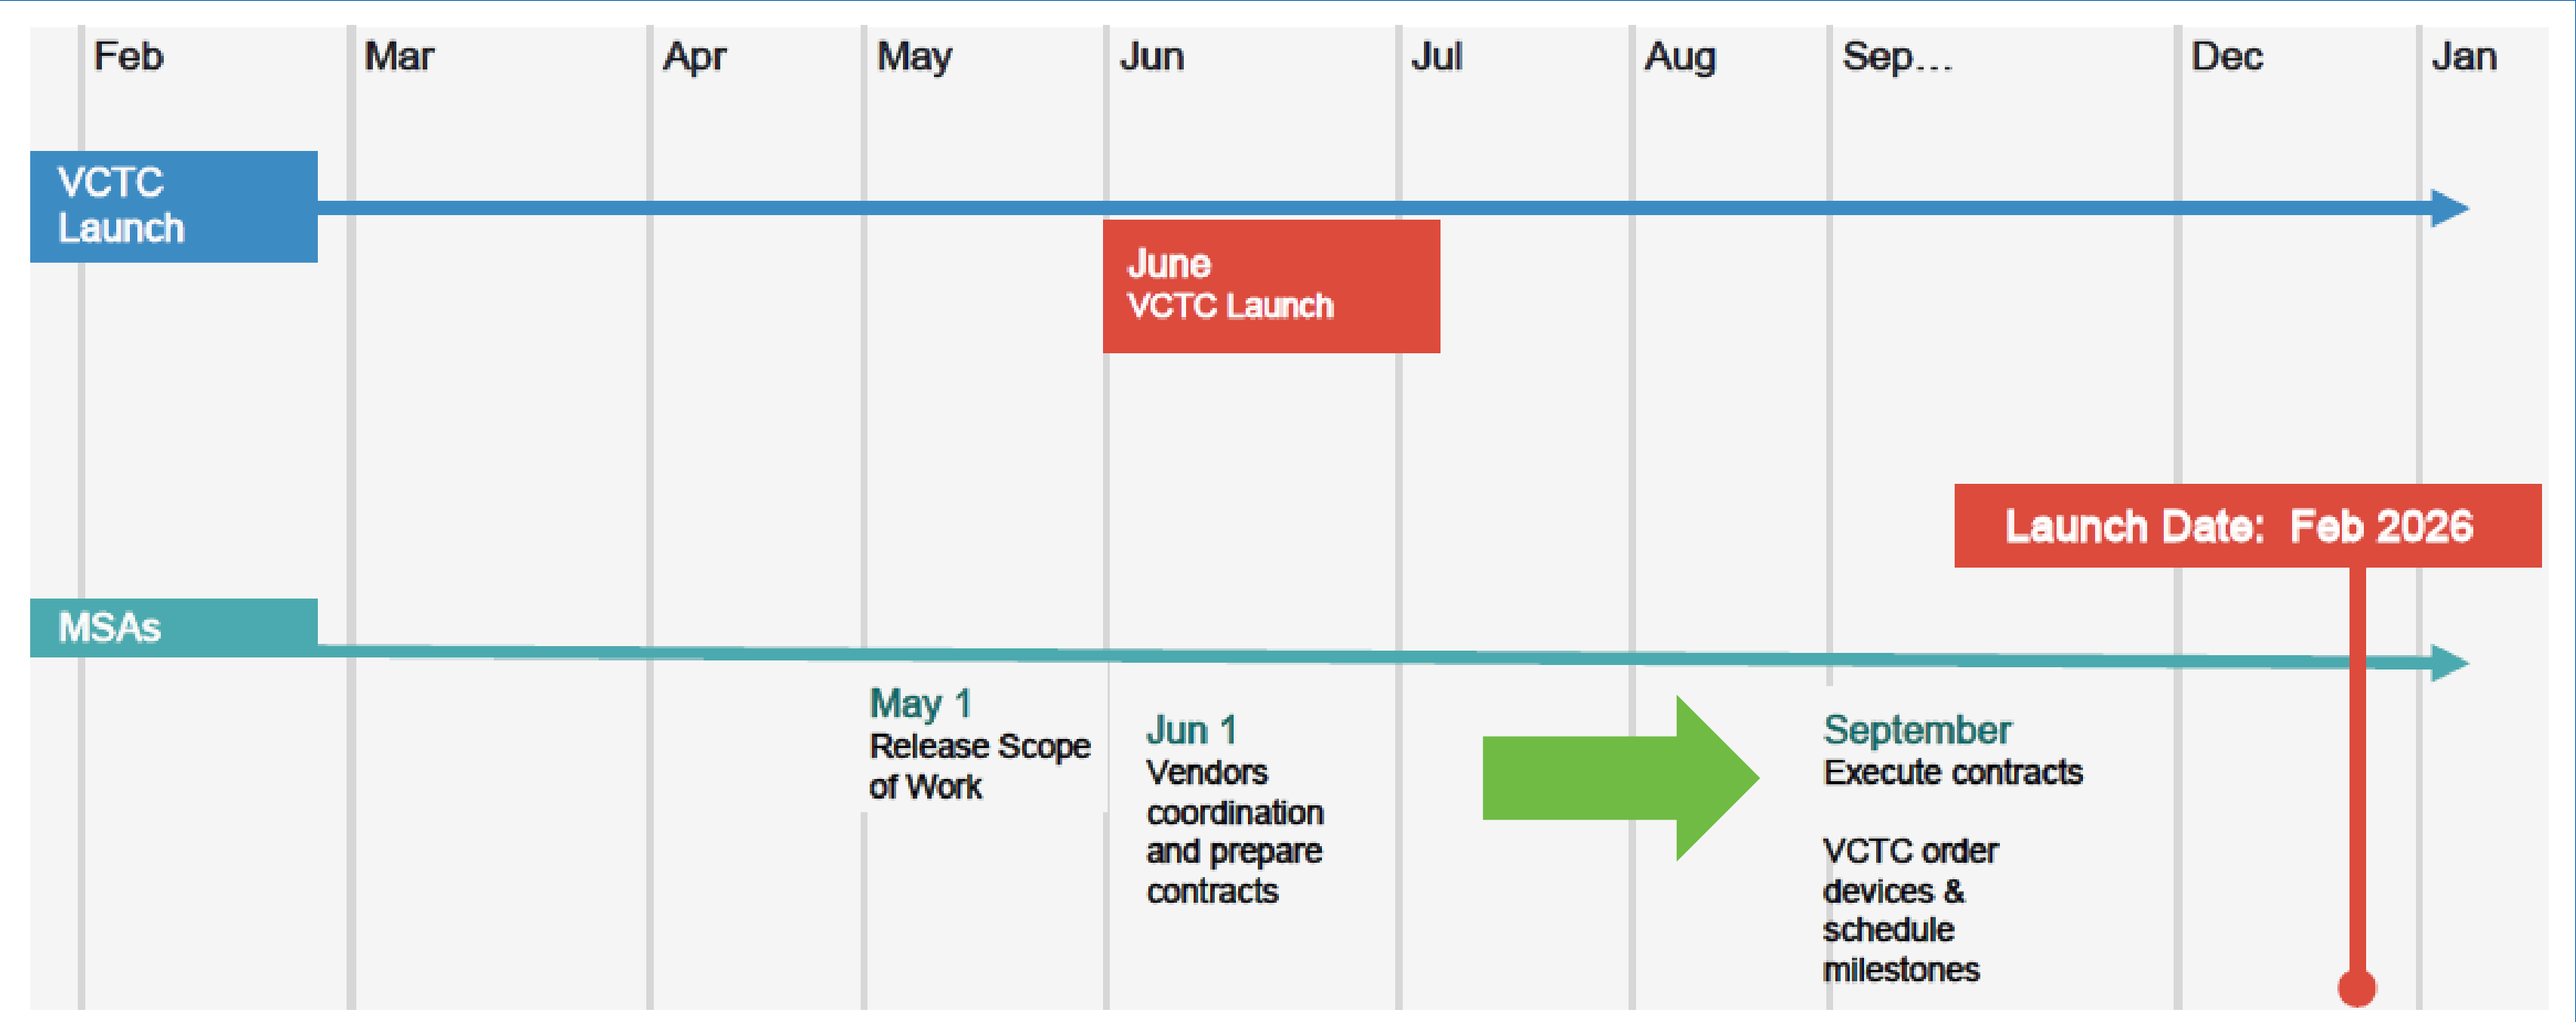 Feb Mar Apr May Jun Jul Aug Sep... Dec Jan
VCTC
Launch
June
VCTC Launch
Launch Date: Feb 2026
MSAs
May 1
Release Scope
of Work
Jun 1
Vendors
coordination
and prepare
contracts
September
Execute contracts
VCTC order
devices &
schedule
milestones